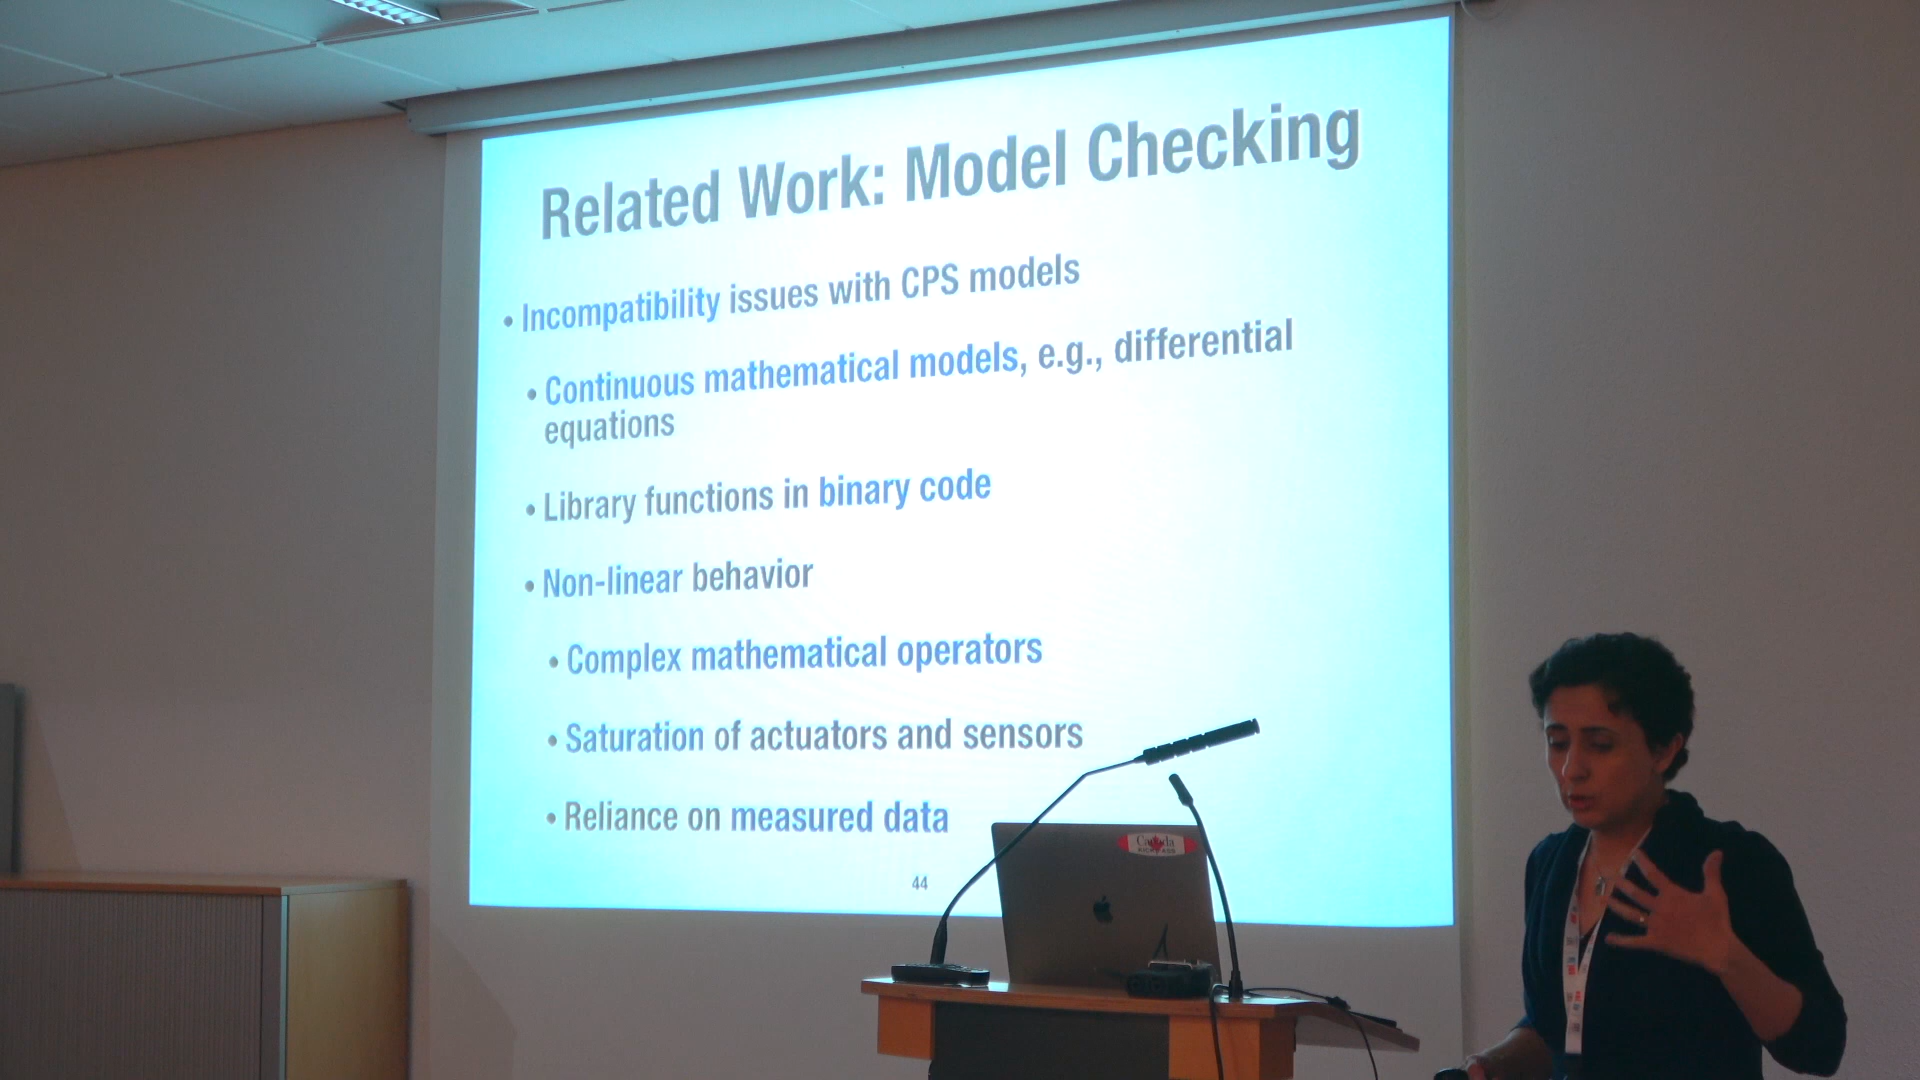 Related Work: Model Checking
• Incompatibility issues with CPS models
• Continuous mathematical models, e.g., differential
equations
• Library functions in binary code
• Non-linear behavior
• Complex mathematical operators
• Saturation of actuators and sensors
• Reliance on measured data
44
Canada